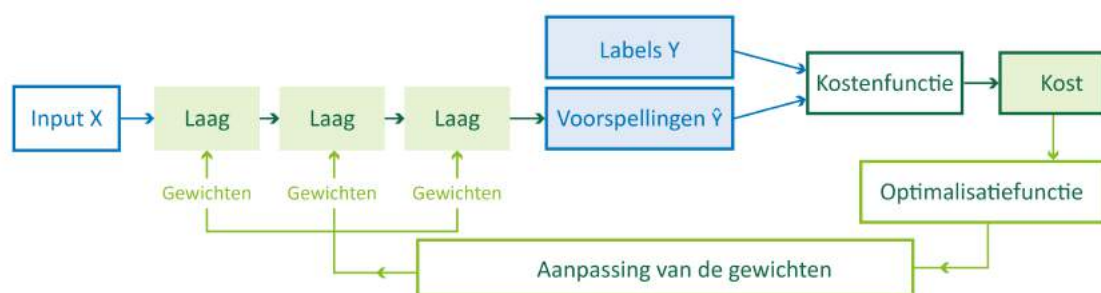 Labels Y
Input X
Laag
Laag
Laag
Voorspellingen Ŷ
Kostenfunctie
Kost
Gewichten
Gewichten
Gewichten
Optimalisatiefunctie
Aanpassing van de gewichten